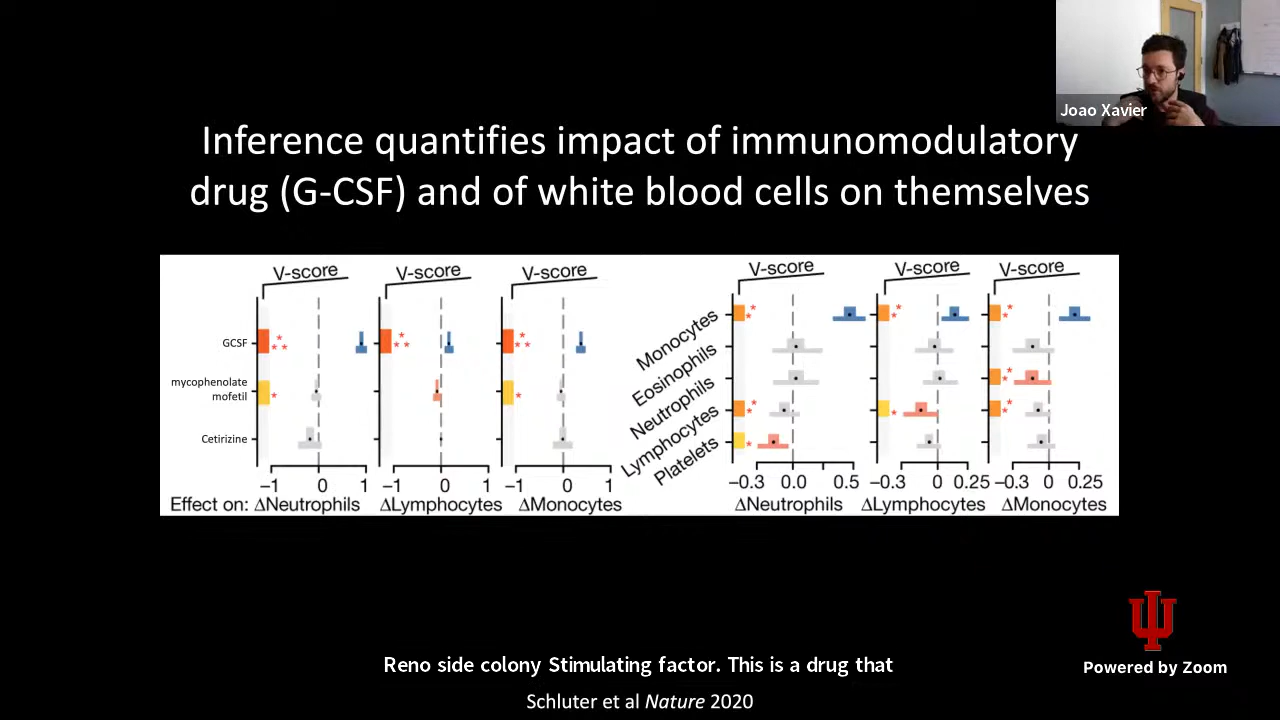 Joao Xavier
Inference quantifies impact of immunomodulatory
drug (G-CSF) and of white blood cells on themselves
V-score V-score V-score V-score V-score V-score
GCSF
mycophenolate
mofetil
Cetirizine
Monocytes
Eosinophils
Neutrophils
Lymphocytes
Platelets
* * * * * * * * * *
* * * * * *
* * * * * * * *
−1 0 1 −1 0 1 −1 0 1 −0.3 0.0 0.5 −0.3 0 0.25 −0.3 0 0.25
Effect on: ΔNeutrophils ΔLymphocytes ΔMonocytes ΔNeutrophils ΔLymphocytes ΔMonocytes
Reno side colony Stimulating factor. This is a drug that
Powered by Zoom
Schluter et al Nature 2020